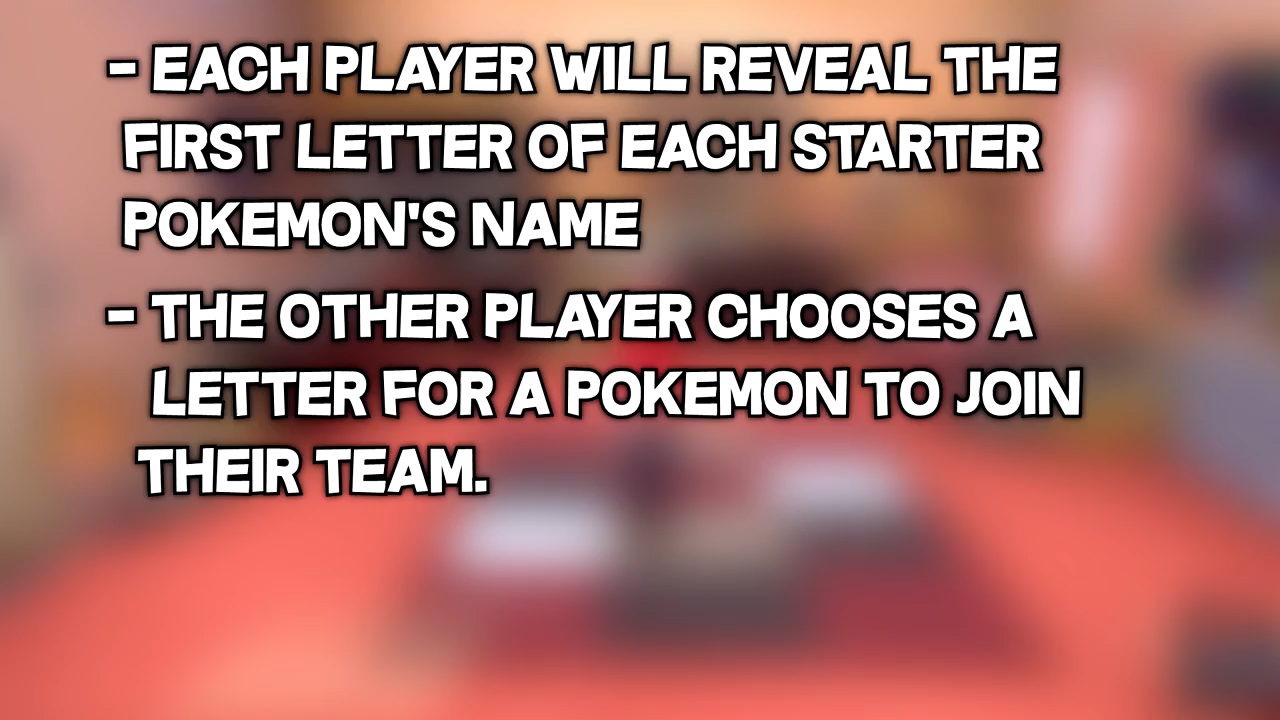 - EACH PLAYER WILL REVEAL THE
FIRST LETTER OF EACH STARTER
POKEMON'S NAME
- THE OTHER PLAYER CHOOSES A
LETTER FOR A POKEMON TO JOIN
THEIR TEAM.